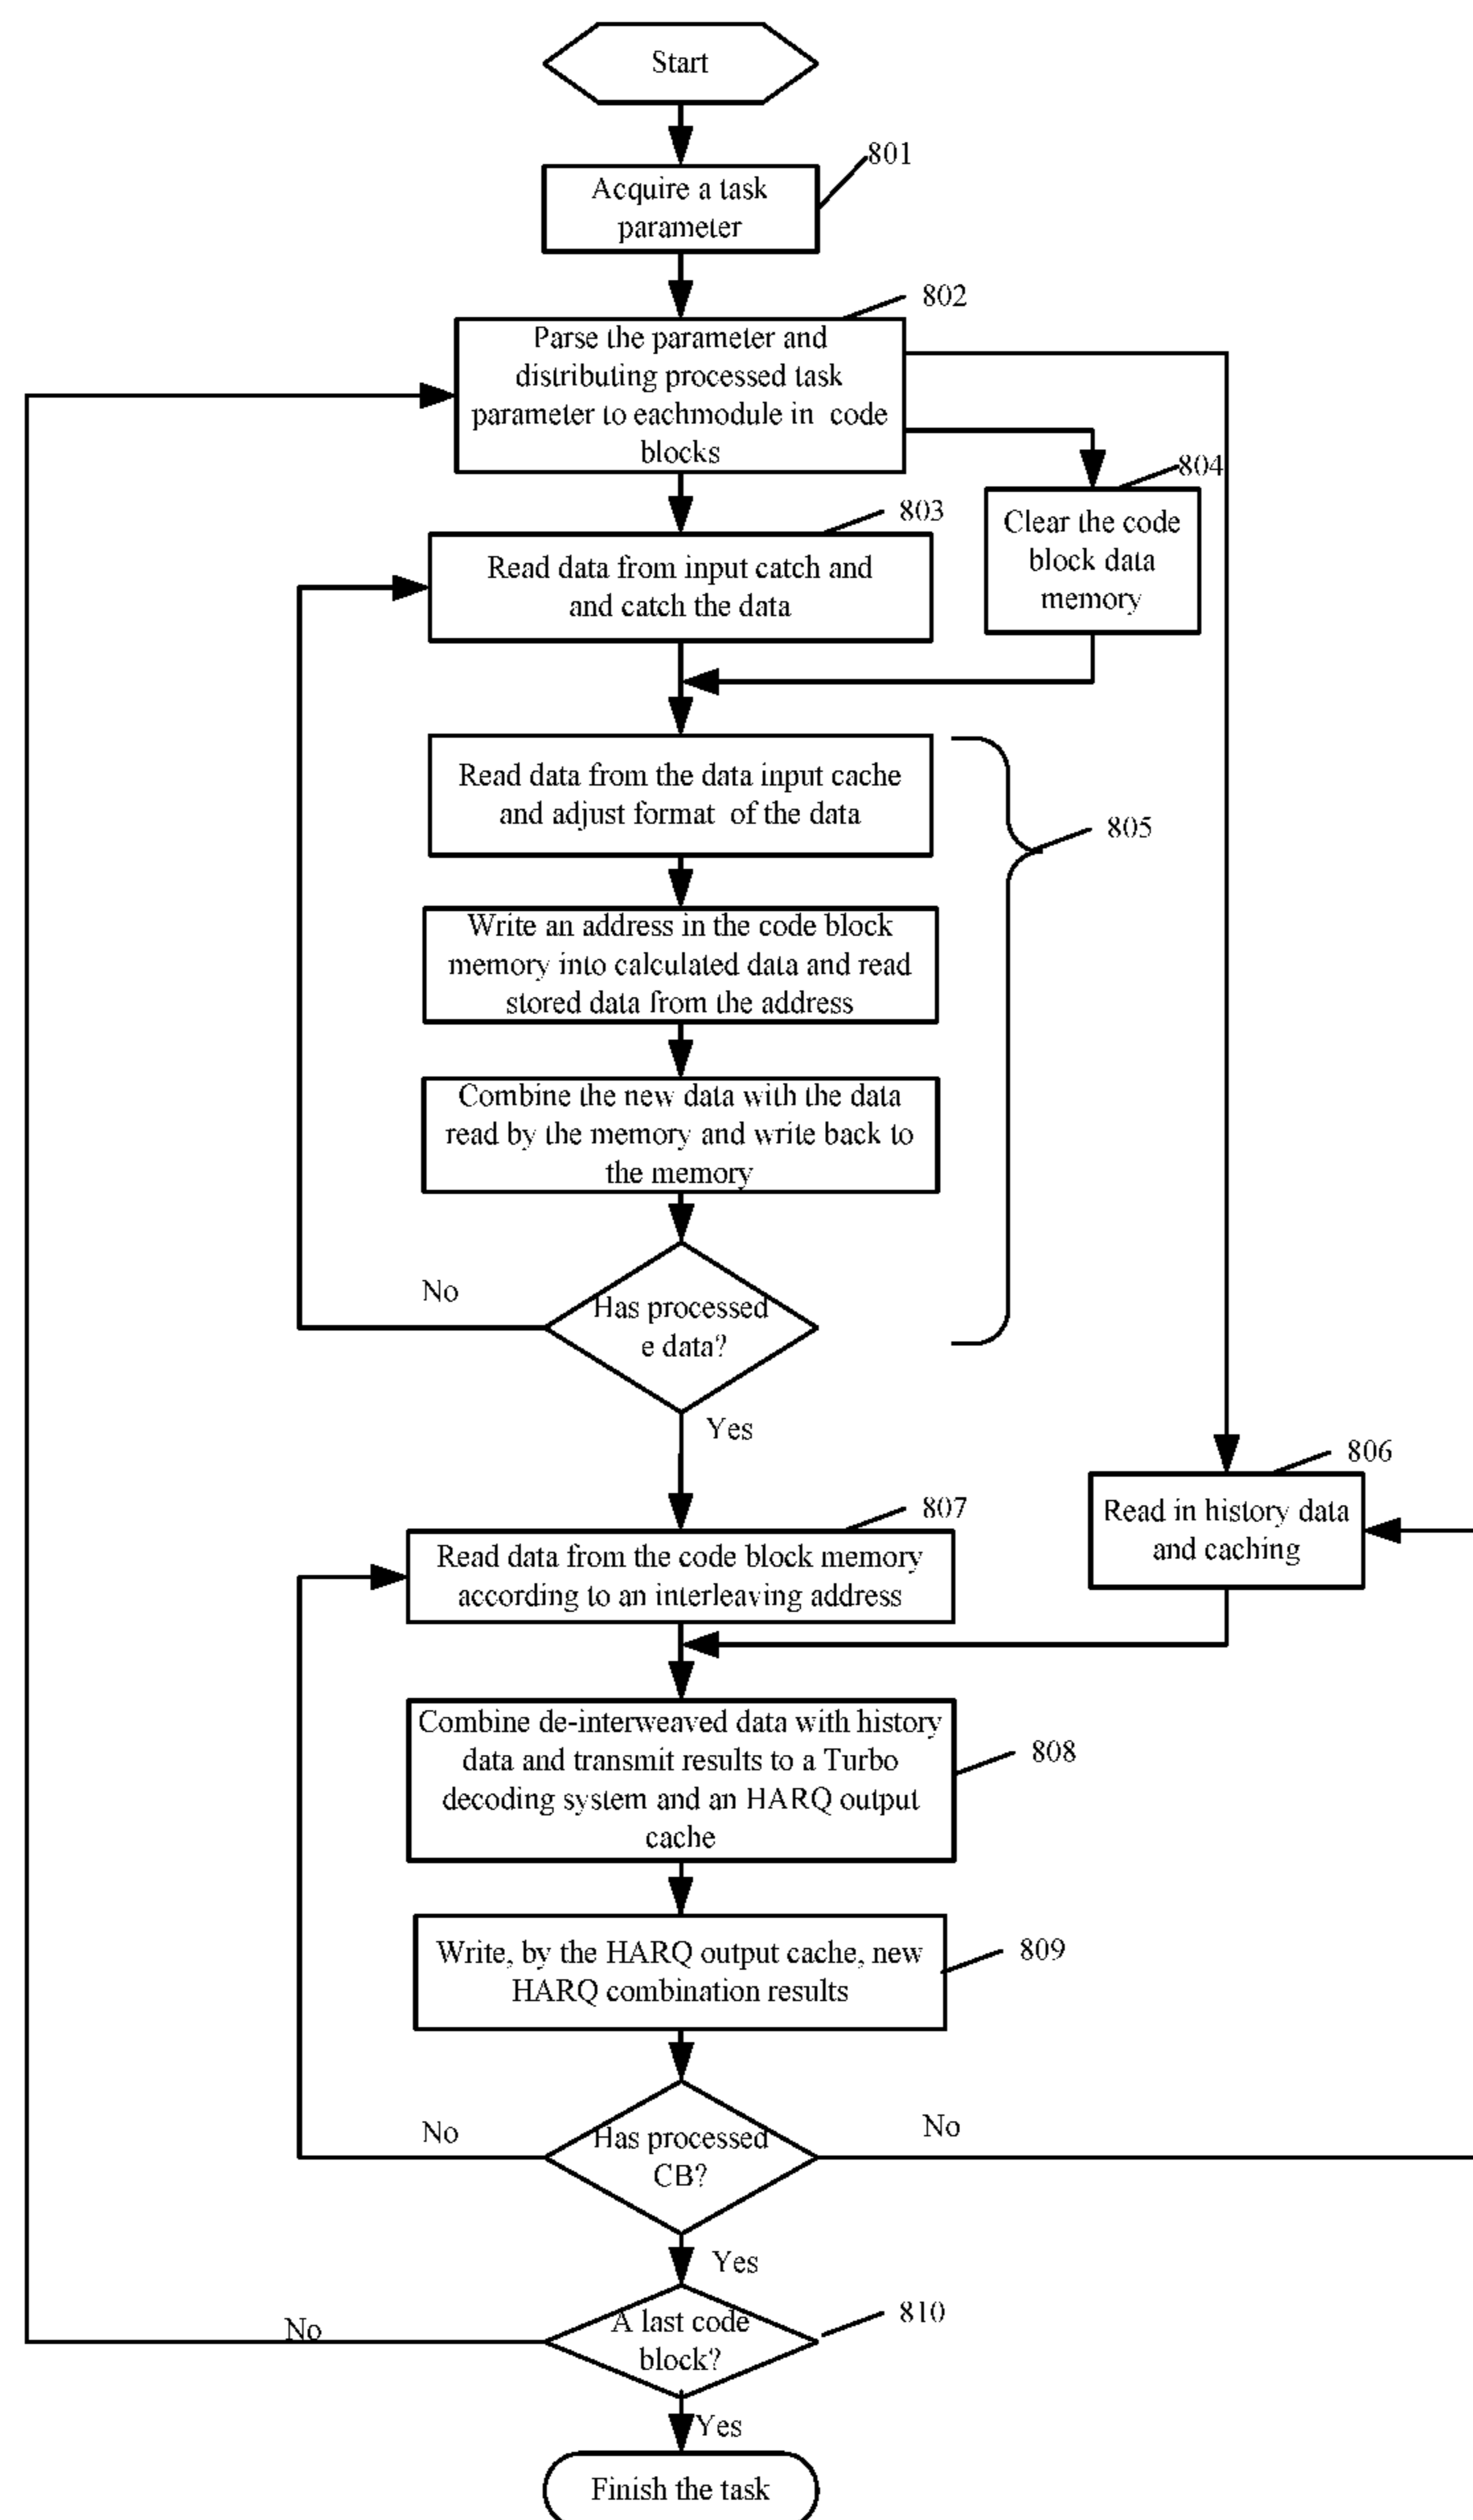 Start
801
Acquire a task
parameter
802
Parse the parameter and
distributing processed task
parameter to eachmodule in code
blocks
804
803
Clear the code
block data
memory
Read data from input catch and
and catch the data
Read data from the data input cache
and adjust format of the data
805
Write an address in the code block
memory into calculated data and read
stored data from the address
Combine the new data with the data
read by the memory and write back to
the memory
No
Has processed
e data?
Yes
806
Read in history data
and caching
807
Read data from the code block memory
according to an interleaving address
Combine de-interweaved data with history
data and transmit results to a Turbo
decoding system and an HARQ output
cache
808
Write, by the HARQ output cache, new
HARQ combination results
809
No
Has processed
CB?
No
Yes
810
A last code
block?
No
Yes
Finish the task